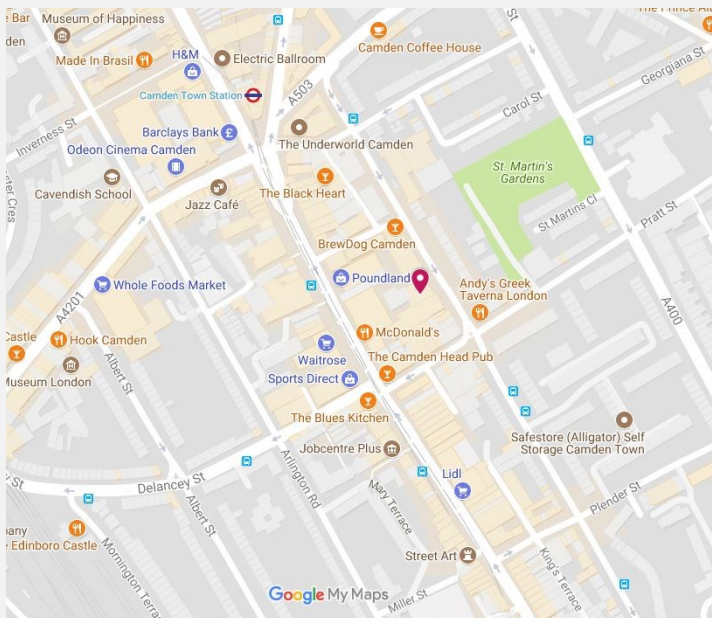 e Bar
Museum of Happiness
den
H&M
Electric Ballroom
Camden Coffee House
Made In Brasil
Camden Town Station
A503
Georgiana St
Inverness St
Carol St
Barclays Bank
£
Odeon Cinema Camden
The Underworld Camden
St. Martin's
Gardens
Cavendish School
Jazz Café
The Black Heart
St Martins Cl
Pratt St
BrewDog Camden
Whole Foods Market
Poundland
Andy's Greek
Taverna London
A4201
A400
Castle
Hook Camden
McDonald's
Waitrose
The Camden Head Pub
Museum London
Albert St
Sports Direct
The Blues Kitchen
Safestore (Alligator) Self
Storage Camden Town
Jobcentre Plus
Arlington Rd
Delancey St
Lidl
Mary Terrace
Plender St
Albert St
Edinboro Castle
Mornington Terra
Street Art
King's Terrace
Miller St
Google My Maps